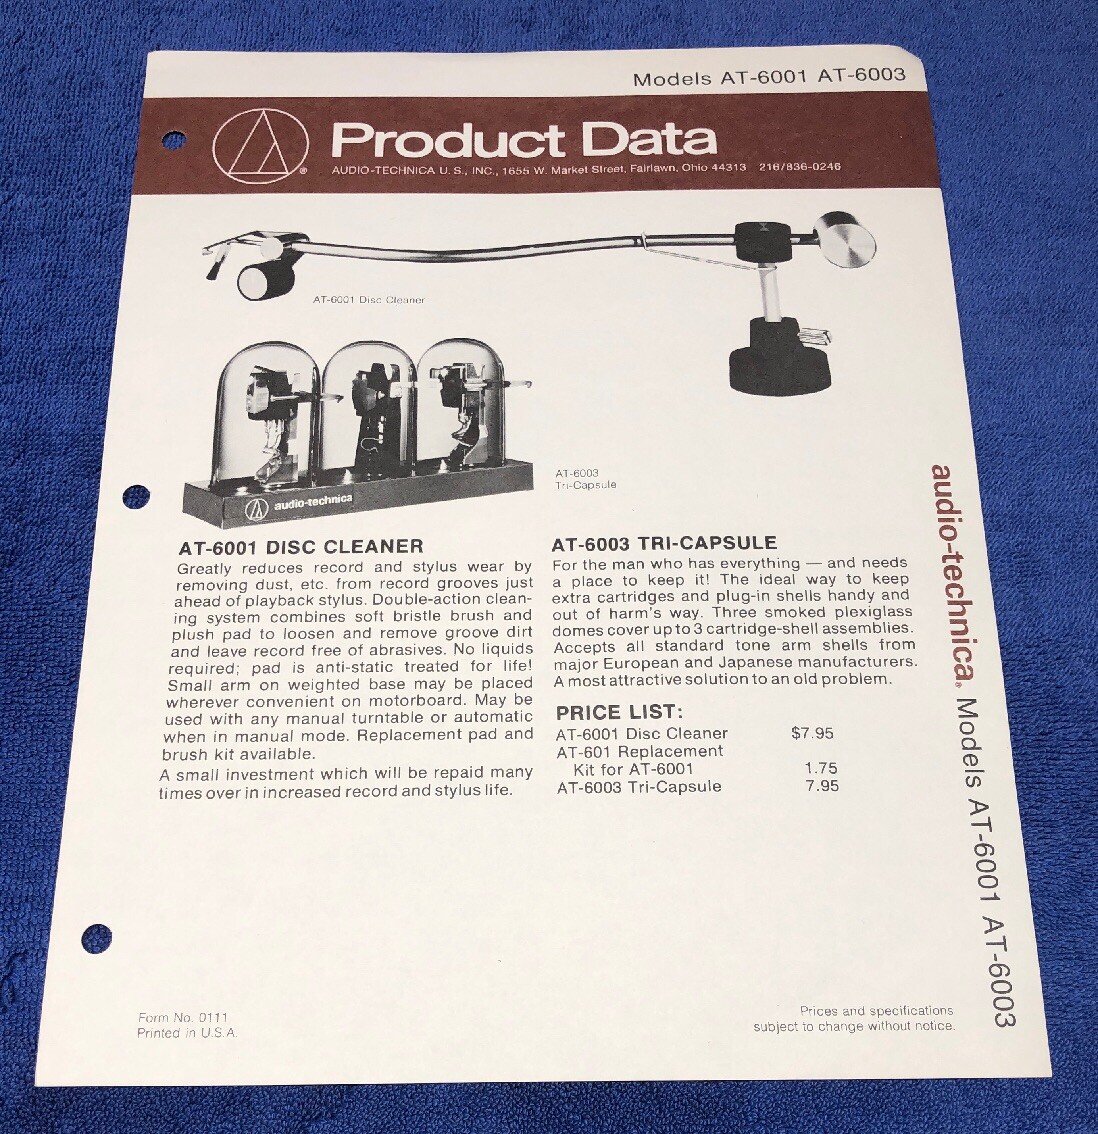 Models AT-6001 AT-6003
Product Data
AUDIO-TECHNICA U. S., INC., 1655 W. Market Street, Fairlawn, Ohio 44313 216/836-0246
AT-6001 Disc Cleaner
AT-6003
Tri-Capsule
audio-technica
AT-6001 DISC CLEANER
Greatly reduces record and stylus wear by
removing dust, etc. from record grooves just
ahead of playback stylus. Double-action clean-
ing system combines soft bristle brush and
plush pad to loosen and remove groove dirt
and leave record free of abrasives. No liquids
required; pad is anti-static treated for life!
Small arm on weighted base may be placed
wherever convenient on motorboard. May be
used with any manual turntable or automatic
when in manual mode. Replacement pad and
brush kit available.
A small investment which will be repaid many
times over in increased record and stylus life.
AT-6003 TRI-CAPSULE
For the man who has everything — and needs
a place to keep it! The ideal way to keep
extra cartridges and plug-in shells handy and
out of harm's way. Three smoked plexiglass
domes cover up to 3 cartridge-shell assemblies.
Accepts all standard tone arm shells from
major European and Japanese manufacturers.
A most attractive solution to an old problem.
PRICE LIST:
AT-6001 Disc Cleaner $7.95
AT-601 Replacement
Kit for AT-6001 1.75
AT-6003 Tri-Capsule 7.95
audio-technica® Models AT-6001 AT-6003
Form No. 0111
Printed in U.S.A.
Prices and specifications
subject to change without notice.